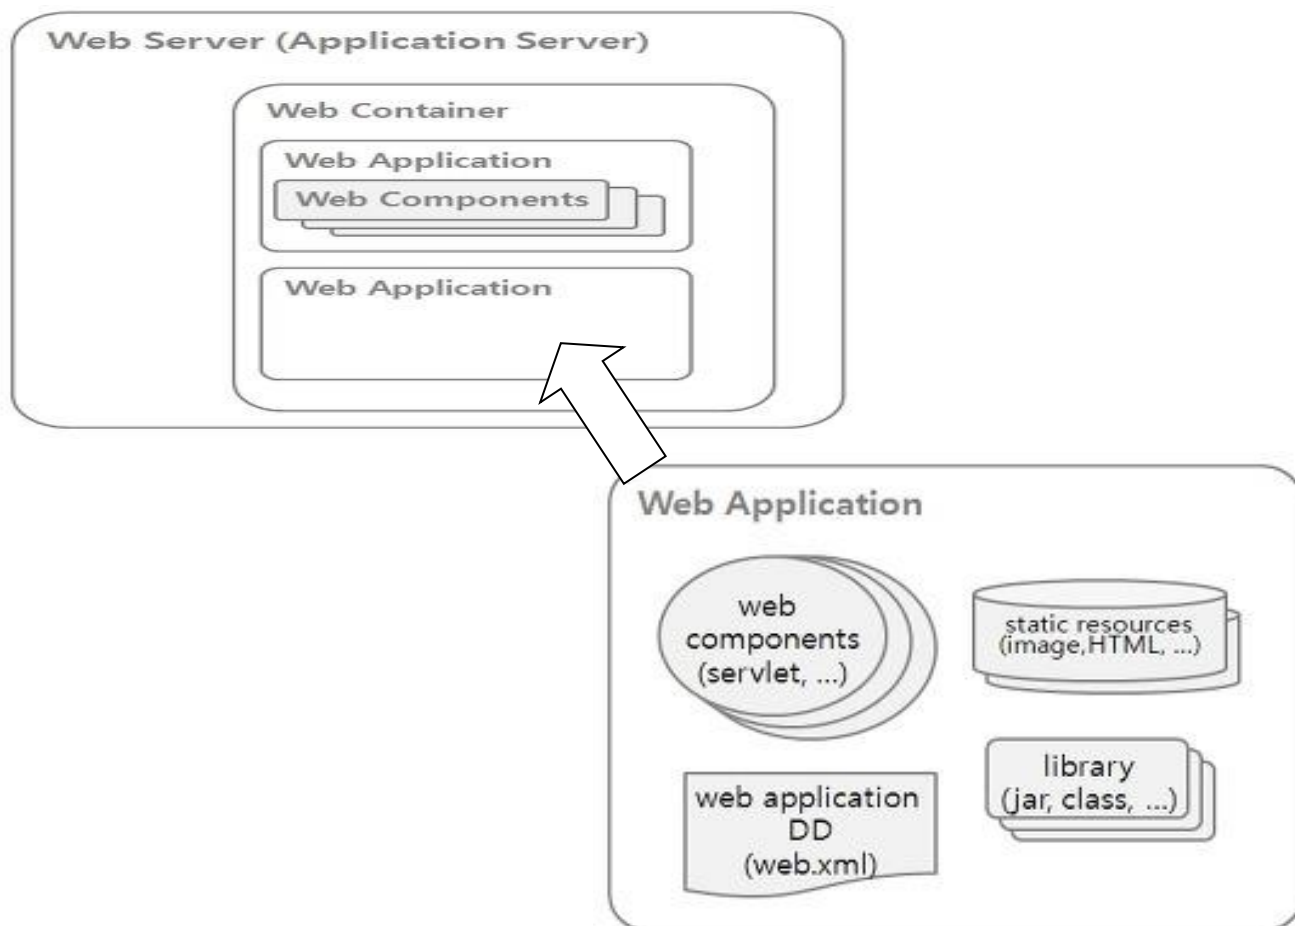 Web Server (Application Server)
Web Container
Web Application
Web Components
Web Application
Web Application
web
components
(servlet, ...)
static resources
(image,HTML, ...)
web application
DD
(web.xml)
library
(jar, class, ...)